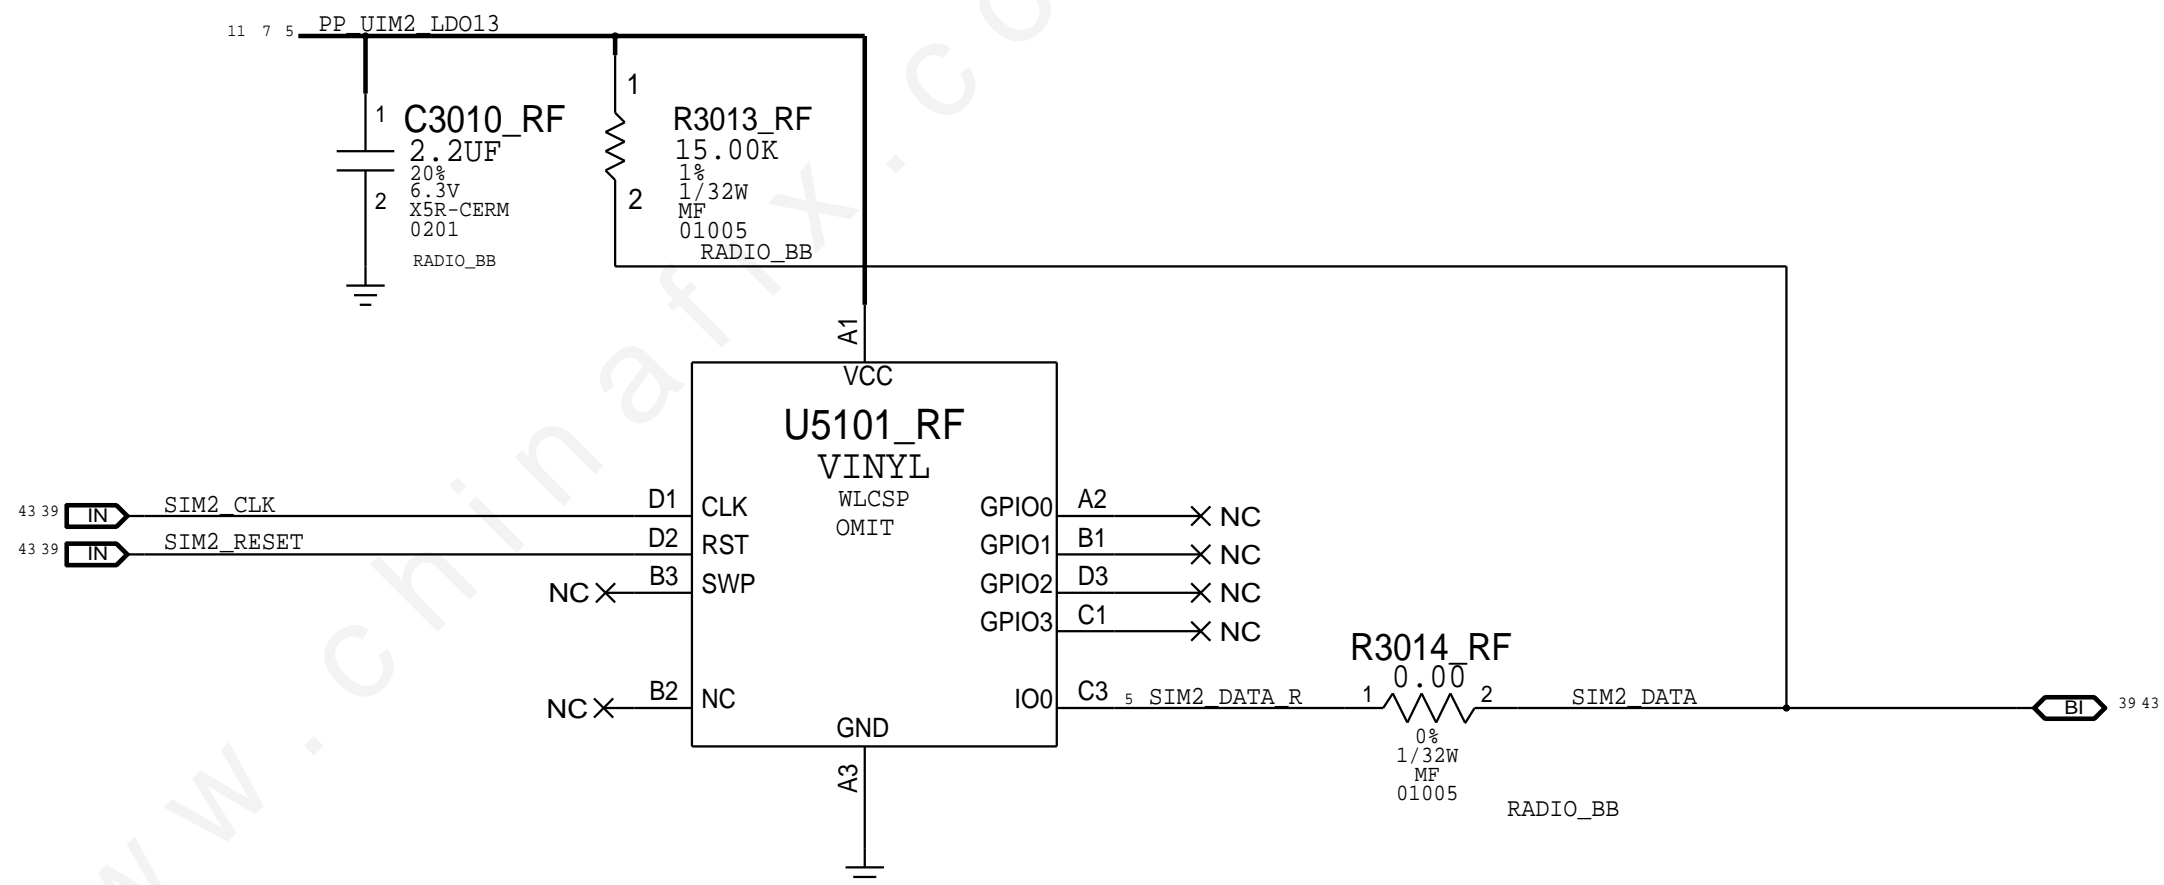 11 7 5 PP_UIM2_LDO13
1
C3010_RF
2.2UF
20%
6.3V
X5R-CERM
0201
RADIO_BB
2
1
R3013_RF
15.00K
1%
1/32W
MF
01005
RADIO_BB
2
A1
VCC
U5101_RF
VINYL
WLCSP
OMIT
43 39 IN SIM2_CLK D1 CLK
43 39 IN SIM2_RESET D2 RST
NC B3 SWP
NC B2 NC
GPIO0 A2 NC
GPIO1 B1 NC
GPIO2 D3 NC
GPIO3 C1 NC
IO0 C3 5 SIM2_DATA_R 1
R3014_RF
0.00
2 SIM2_DATA BI 39 43
0%
1/32W
MF
01005
RADIO_BB
GND
A3
w w . c h i n a f i x . c o